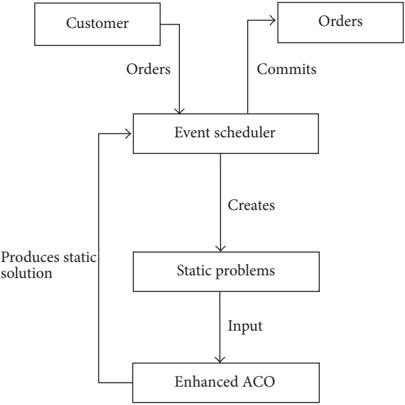 Customer
Orders
Orders
Commits
Event scheduler
Creates
Produces static
solution
Static problems
Input
Enhanced ACO